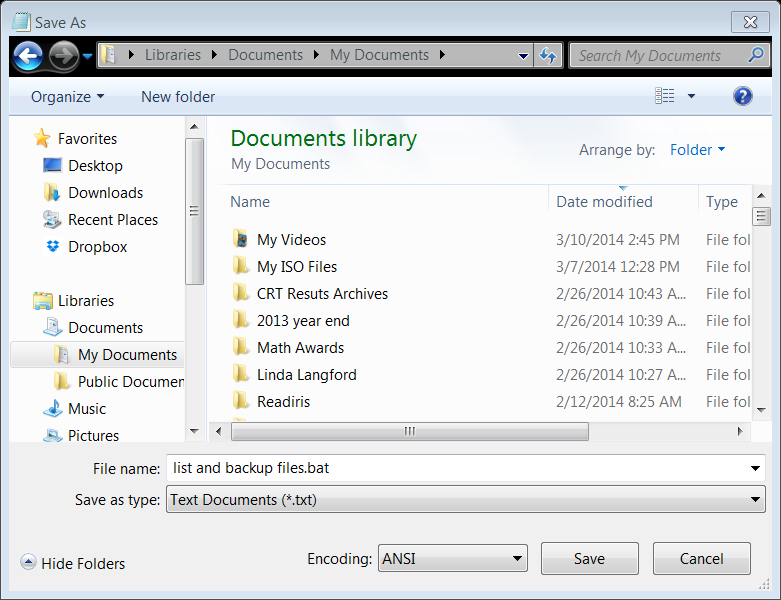 Save As
Libraries Documents My Documents Search My Documents
Organize New folder ?
Favorites
Desktop
Downloads
Recent Places
Dropbox
Libraries
Documents
My Documents
Public Documen
Music
Pictures
Documents library
My Documents
Arrange by: Folder
Name Date modified Type
My Videos 3/10/2014 2:45 PM File fol
My ISO Files 3/7/2014 12:28 PM File fol
CRT Resuts Archives 2/26/2014 10:43 A... File fol
2013 year end 2/26/2014 10:39 A... File fol
Math Awards 2/26/2014 10:33 A... File fol
Linda Langford 2/26/2014 10:27 A... File fol
Readiris 2/12/2014 8:25 AM File fol
File name: list and backup files.bat
Save as type: Text Documents (*.txt)
Hide Folders Encoding: ANSI Save Cancel